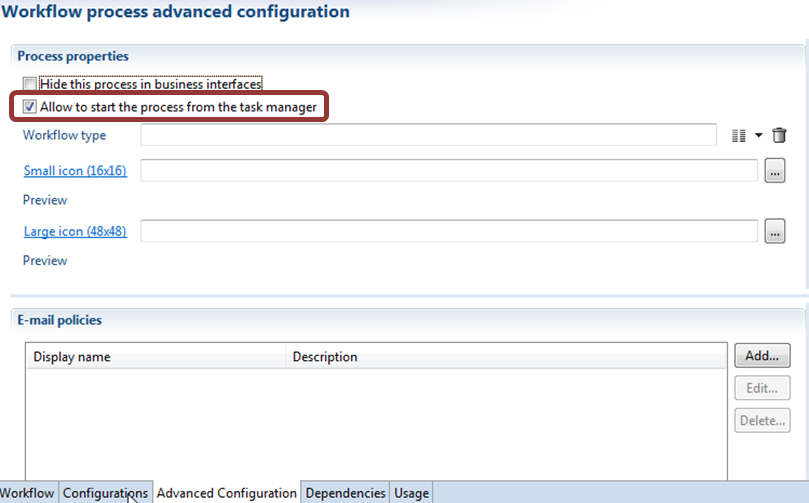 Workflow process advanced configuration
Process properties
Hide this process in business interfaces
Allow to start the process from the task manager
Workflow type
Small icon (16x16)
...
Preview
Large icon (48x48)
...
Preview
E-mail policies
Display name Description
Add...
Edit...
Delete...
Workflow Configurations Advanced Configuration Dependencies Usage